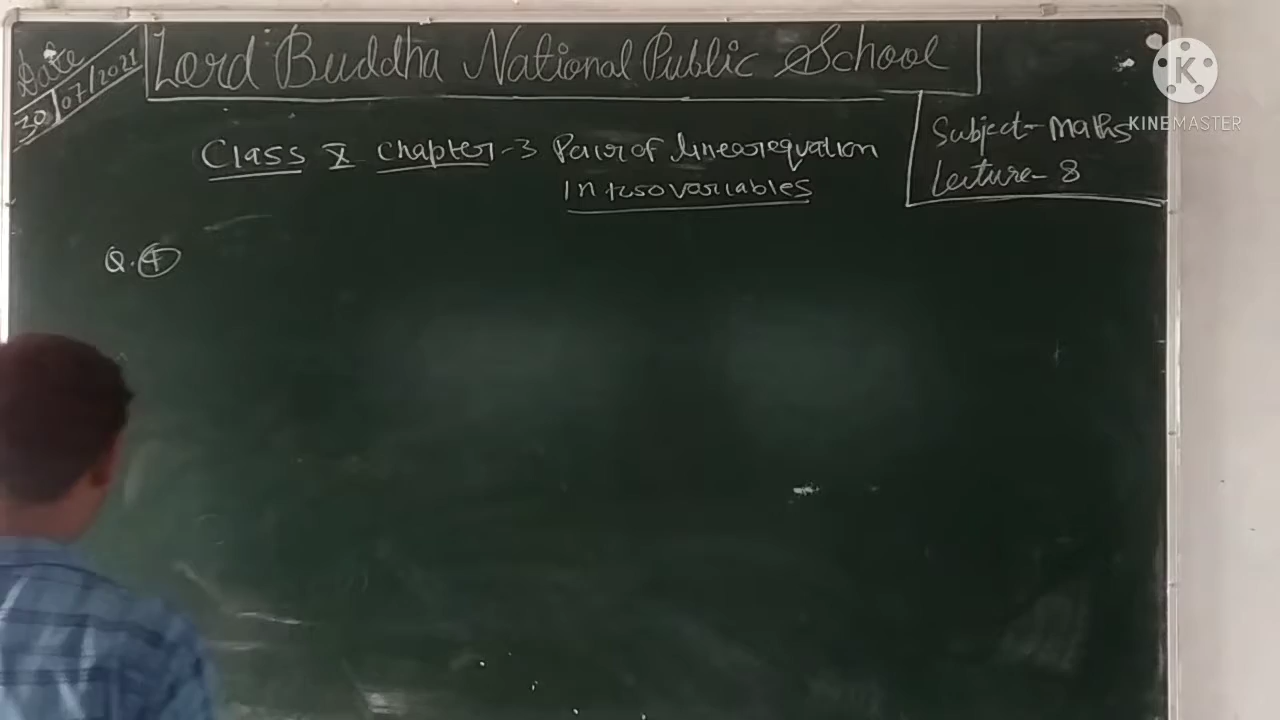 Date
30/07/2021
Lord Buddha National Public School
Class X Chapter-3 Pair of linear equation
In two variables
Subject- Maths
Lecture- 8
Q. 4
K
KINEMASTER